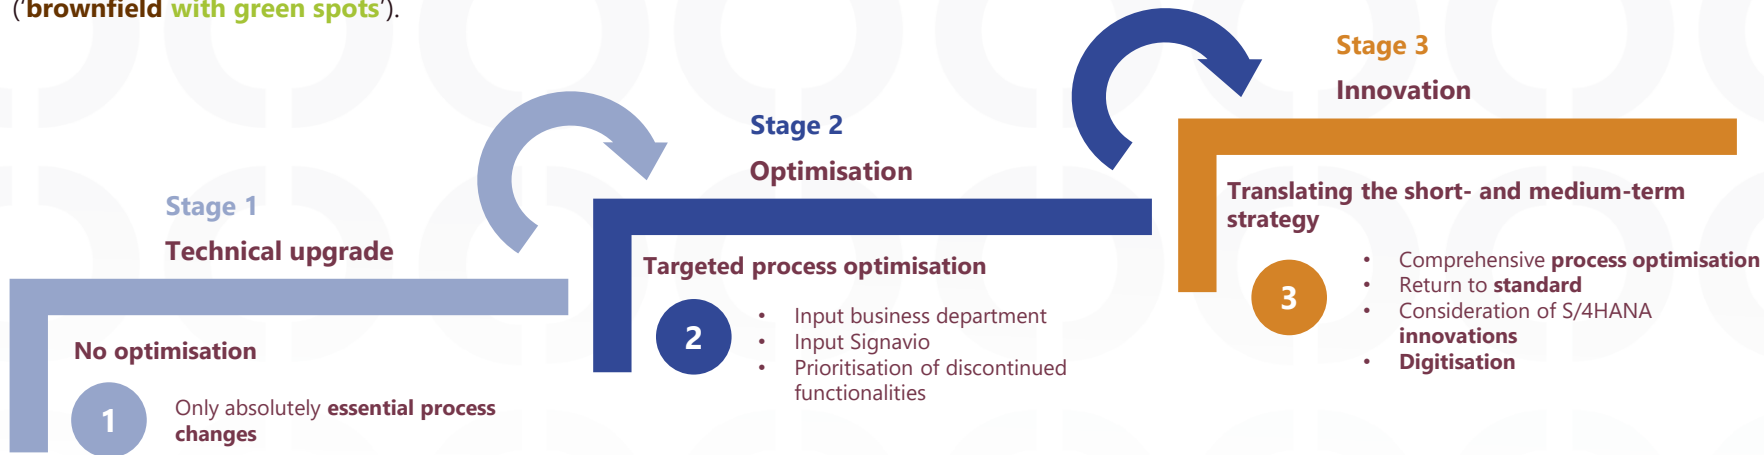 ('brownfield with green spots').
Stage 1
Technical upgrade
No optimisation
1
Only absolutely essential process
changes
Stage 2
Optimisation
Targeted process optimisation
2
• Input business department
• Input Signavio
• Prioritisation of discontinued
functionalities
Stage 3
Innovation
Translating the short- and medium-term
strategy
3
• Comprehensive process optimisation
• Return to standard
• Consideration of S/4HANA
innovations
• Digitisation